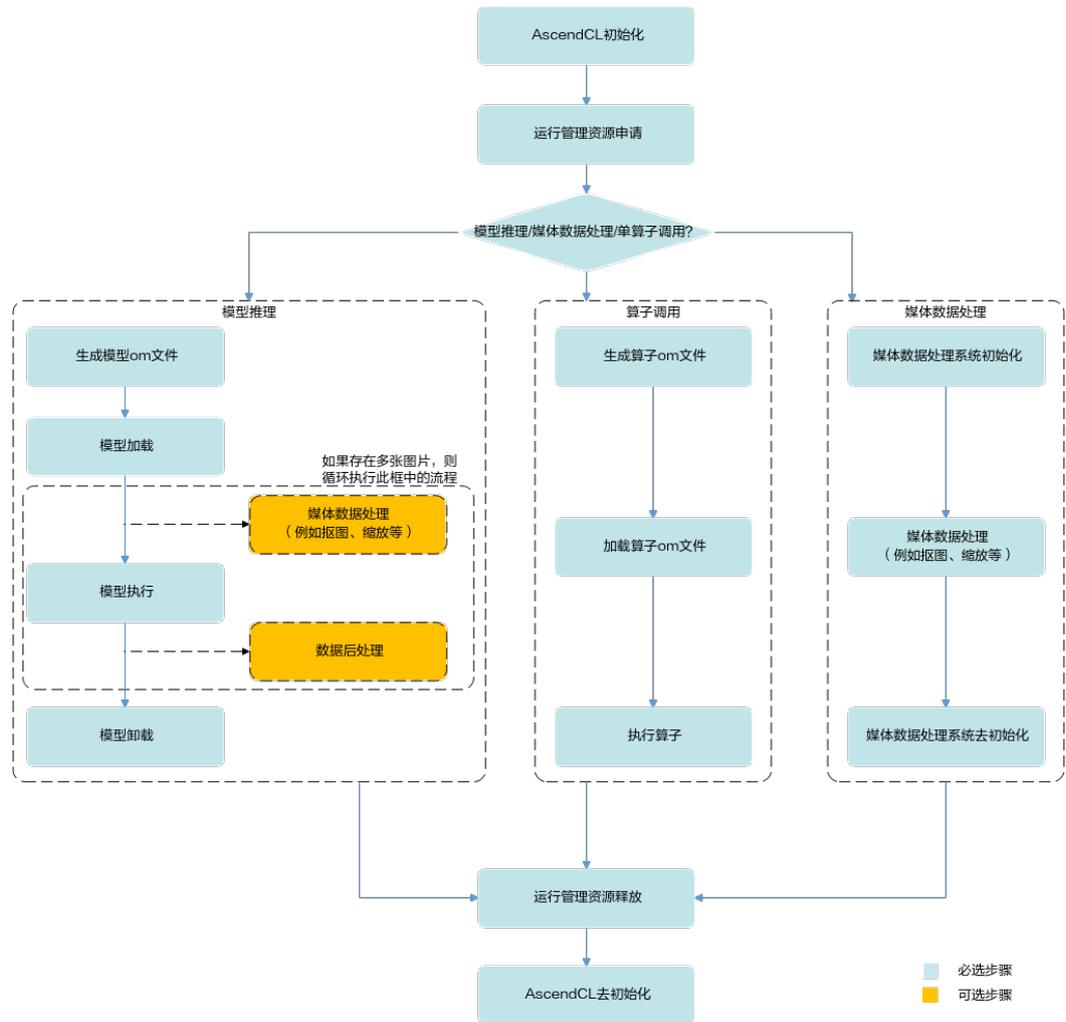 AscendCL初始化
运行管理资源申请
模型推理/媒体数据处理/单算子调用?
模型推理
生成模型om文件
模型加载
如果存在多张图片，则
循环执行此框中的流程
媒体数据处理
（例如抠图、缩放等）
模型执行
数据后处理
模型卸载
算子调用
生成算子om文件
加载算子om文件
执行算子
媒体数据处理
媒体数据处理系统初始化
媒体数据处理
（例如抠图、缩放等）
媒体数据处理系统去初始化
运行管理资源释放
AscendCL去初始化
必选步骤
可选步骤